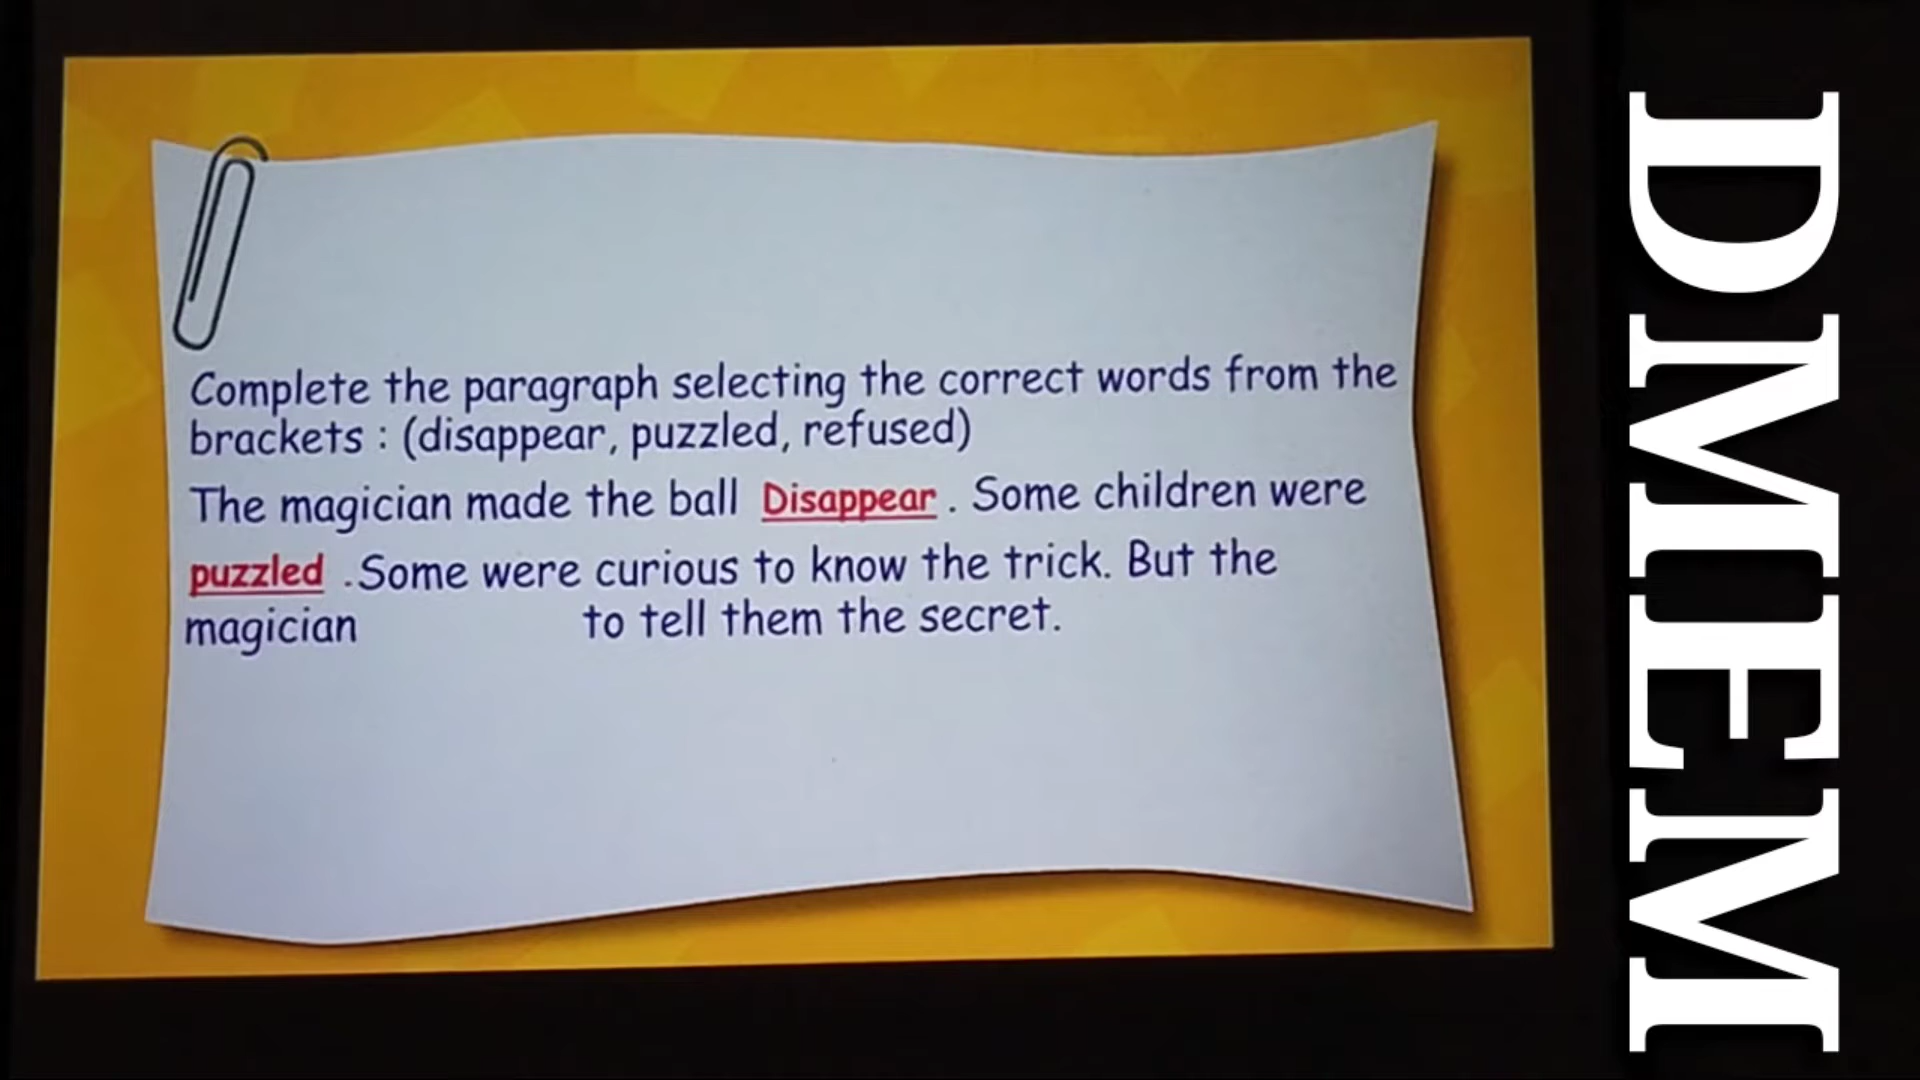 Complete the paragraph selecting the correct words from the
brackets : (disappear, puzzled, refused)
The magician made the ball Disappear . Some children were
puzzled .Some were curious to know the trick. But the
magician to tell them the secret.
DMIEM